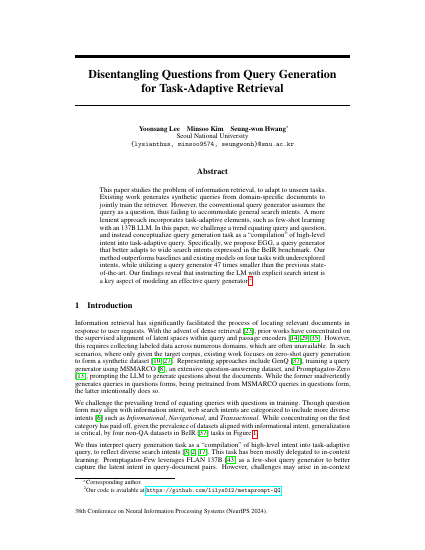 Disentangling Questions from Query Generation
for Task-Adaptive Retrieval
Yoonsang Lee Minsoo Kim Seung-won Hwang*
Seoul National University
{lysianthus, minsoo9574, seungwonh}@snu.ac.kr
Abstract
This paper studies the problem of information retrieval, to adapt to unseen tasks.
Existing work generates synthetic queries from domain-specific documents to
jointly train the retriever. However, the conventional query generator assumes the
query as a question, thus failing to accommodate general search intents. A more
lenient approach incorporates task-adaptive elements, such as few-shot learning
with an 137B LLM. In this paper, we challenge a trend equating query and question,
and instead conceptualize query generation task as a "compilation" of high-level
intent into task-adaptive query. Specifically, we propose EGG, a query generator
that better adapts to wide search intents expressed in the BeIR benchmark. Our
method outperforms baselines and existing models on four tasks with underexplored
intents, while utilizing a query generator 47 times smaller than the previous state-
of-the-art. Our findings reveal that instructing the LM with explicit search intent is
a key aspect of modeling an effective query generator.
1 Introduction
Information retrieval has significantly facilitated the process of locating relevant documents in
response to user requests. With the advent of dense retrieval [23], prior works have concentrated
on the supervised alignment of latent spaces within query and passage encoders
However,
this requires collecting labeled data across numerous domains, which are often unavailable. In such
scenarios, where only given the target corpus, existing work focuses on zero-shot query generation
to form a synthetic dataset
Representing approaches include GenQ [37], training a query
generator using MSMARCO [8], an extensive question-answering dataset, and Promptagator-Zero
[13], prompting the LLM to generate questions about the documents. While the former inadvertently
generates queries in questions forms, being pretrained from MSMARCO in questions form,
the latter intentionally does so.
We challenge the prevailing trend of equating queries with questions in training. Though question
form may align with information intent, web search intents are categorized to include more diverse
intents [6] such as Informational, Navigational, and Transactional. While concentrating on the first
category has paid off, given the prevalence of datasets aligned with informational intent, generalization
is critical, by four non-QA datasets in BeIR [37] tasks in Figure 1.
We thus interpret query generation task as a "compilation" of high-level intent into task-adaptive
query, to reflect diverse search intents
This task has been mostly delegated to in-context
learning: Promptagator-Few leverages FLAN 137B [43] as a few-shot query generator to better
capture the latent intent in query-document pairs. However, challenges may arise in in-context
*Corresponding author.
Our code is available at https://github.com/lilys012/metaprompt-QG
38th Conference on Neural Information Processing Systems (NeurIPS 2024).